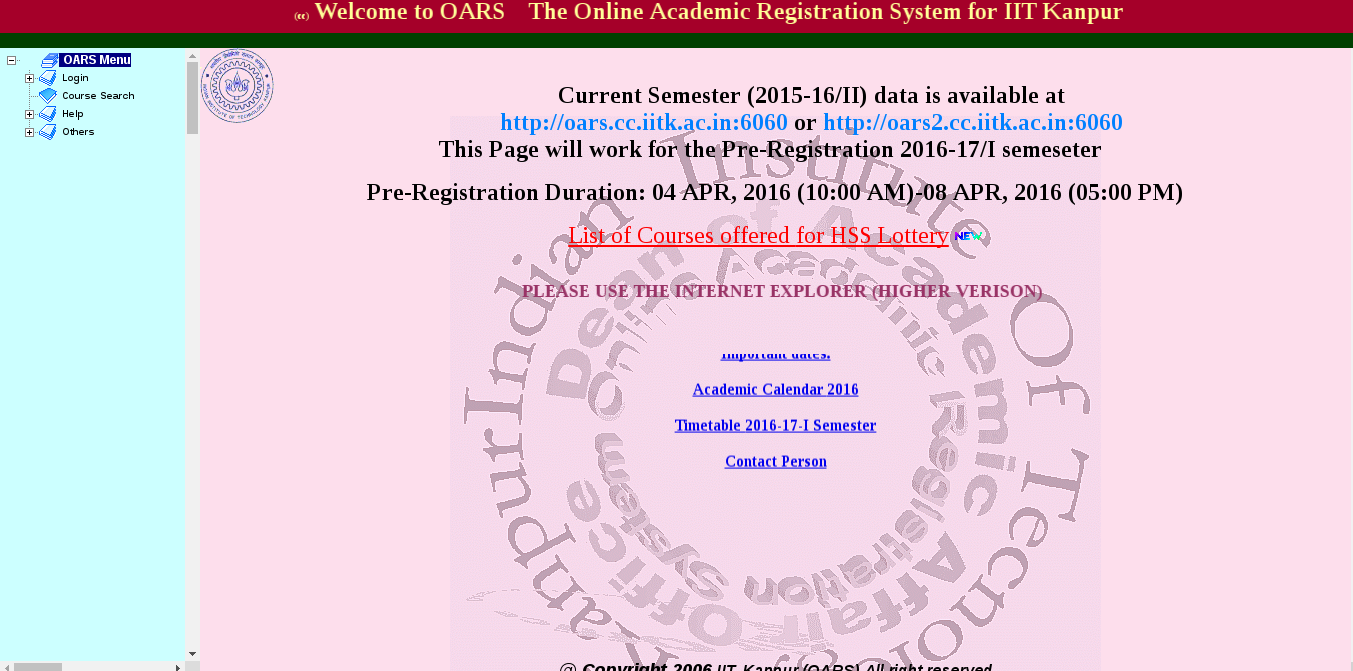 Welcome to OARS The Online Academic Registration System for IIT Kanpur
OARS Menu
Login
Course Search
Help
Others
Current Semester (2015-16/II) data is available at
http://oars.cc.iitk.ac.in:6060 or http://oars2.cc.iitk.ac.in:6060
This Page will work for the Pre-Registration 2016-17/I semeseter
Pre-Registration Duration: 04 APR, 2016 (10:00 AM)-08 APR, 2016 (05:00 PM)
List of Courses offered for HSS Lottery NEW
PLEASE USE THE INTERNET EXPLORER (HIGHER VERISON)
Important dates.
Academic Calendar 2016
Timetable 2016-17-I Semester
Contact Person
Indian Institute Of Technol
Kanpur
Dean of Academic Affair Office
Online Academic Registration System
INDIAN INSTITUTE OF TECHNOLOGY KANPUR
@ Copyright 2006 IIT, Kanpur (OARS) All right reserved